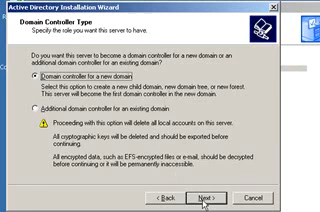 Active Directory Installation Wizard
Domain Controller Type
Specify the role you want this server to have.
Do you want this server to become a domain controller for a new domain or an
additional domain controller for an existing domain?
Domain controller for a new domain
Select this option to create a new child domain, new domain tree, or new forest.
This server will become the first domain controller in the new domain.
Additional domain controller for an existing domain
Proceeding with this option will delete all local accounts on this server.
All cryptographic keys will be deleted and should be exported before
continuing.
All encrypted data, such as EFS-encrypted files or e-mail, should be decrypted
before continuing or it will be permanently inaccessible.
< Back
Next >
Cancel